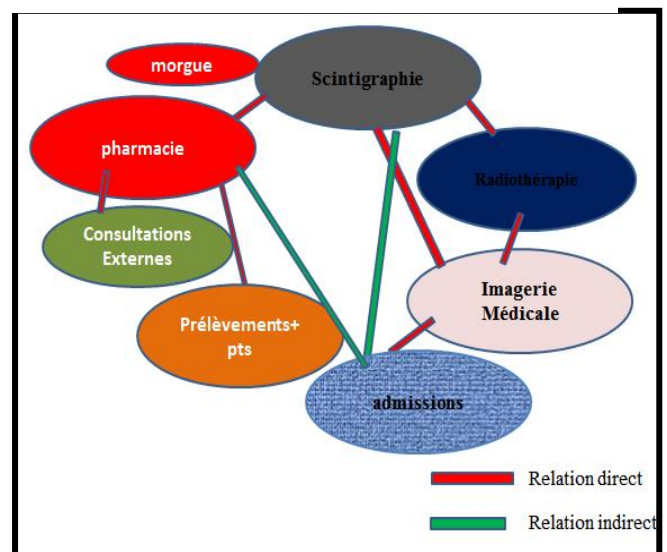 morgue
Scintigraphie
pharmacie
Radiothérapie
Consultations
Externes
Imagerie
Médicale
Prélèvements+
pts
admissions
Relation direct
Relation indirect